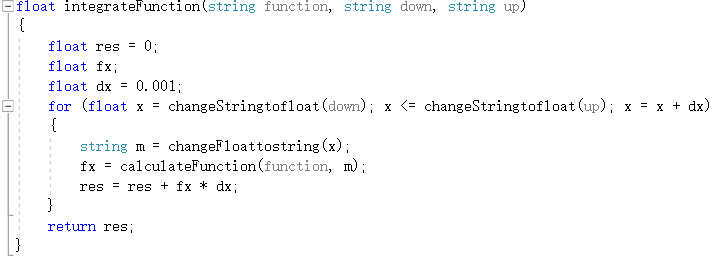 float integrateFunction(string function, string down, string up)
{
    float res = 0;
    float fx;
    float dx = 0.001;
    for (float x = changeStringtofloat(down); x <= changeStringtofloat(up); x = x + dx)
    {
        string m = changeFloattostring(x);
        fx = calculateFunction(function, m);
        res = res + fx * dx;
    }
    return res;
}